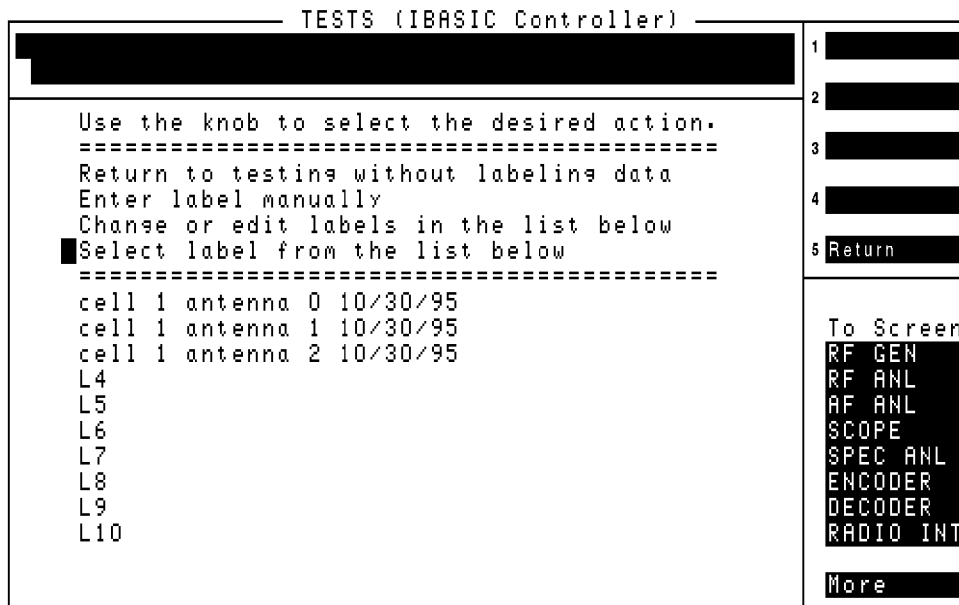 TESTS (IBASIC Controller)
Use the knob to select the desired action.
==========================================
Return to testing without labeling data
Enter label manually
Change or edit labels in the list below
Select label from the list below
==========================================
cell 1 antenna 0 10/30/95
cell 1 antenna 1 10/30/95
cell 1 antenna 2 10/30/95
L4
L5
L6
L7
L8
L9
L10
1
2
3
4
5 Return
To Screen
RF GEN
RF ANL
AF ANL
SCOPE
SPEC ANL
ENCODER
DECODER
RADIO INT
More